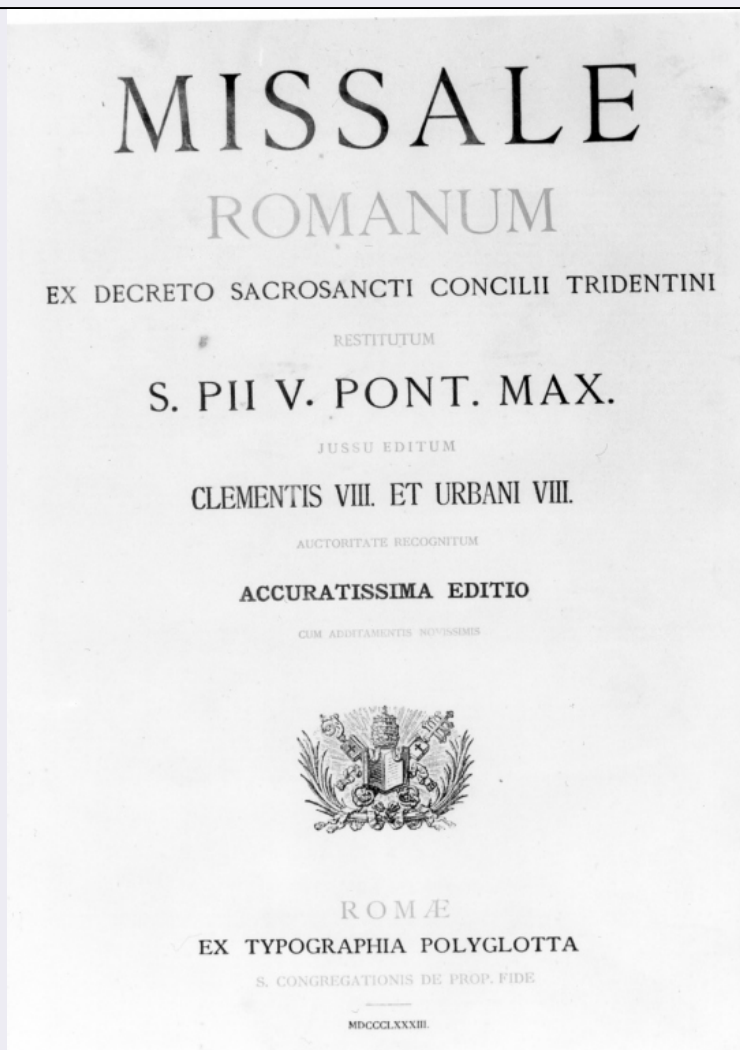 MISSALE
ROMANUM
EX DECRETO SACROSANCTI CONCILII TRIDENTINI
RESTITUTUM
S. PII V. PONT. MAX.
JUSSU EDITUM
CLEMENTIS VIII. ET URBANI VIII.
AUCTORITATE RECOGNITUM
ACCURATISSIMA EDITIO
CUM ADDITAMENTIS NOVISSIMIS
ROMÆ
EX TYPOGRAPHIA POLYGLOTTA
S. CONGREGATIONIS DE PROP. FIDE
MDCCCLXXXIII.